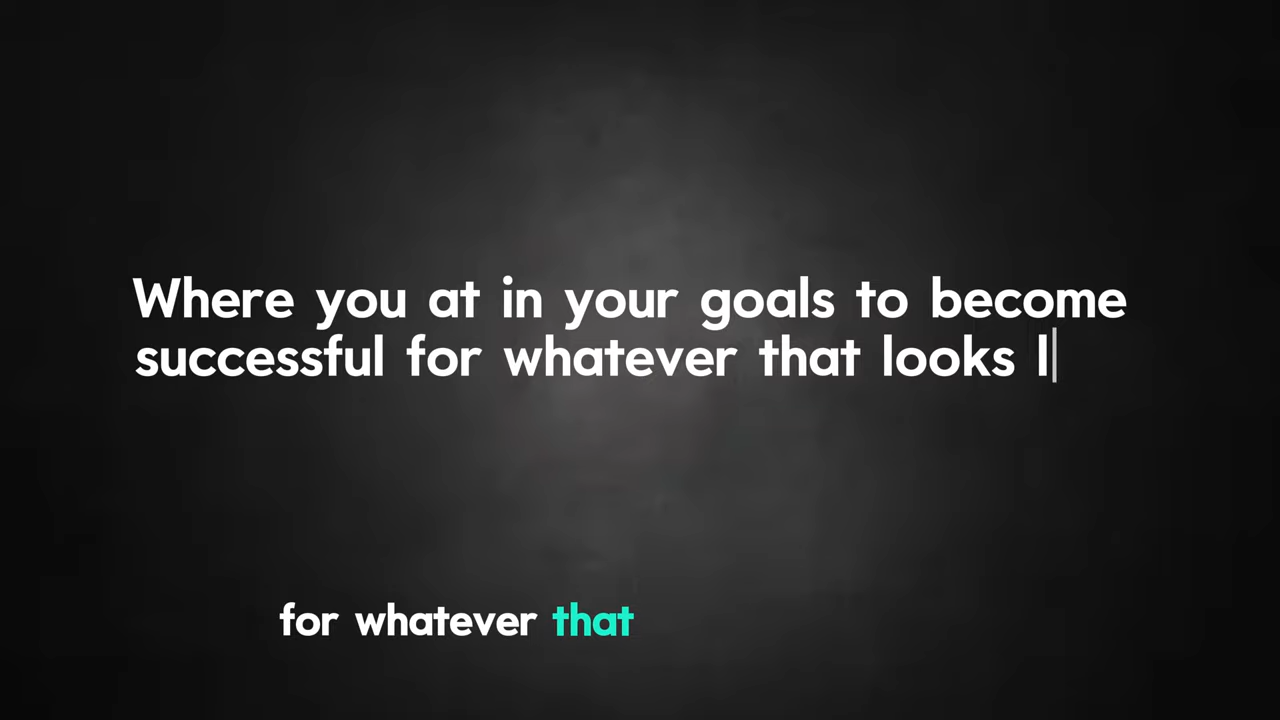 Where you at in your goals to become
successful for whatever that looks l
for whatever that